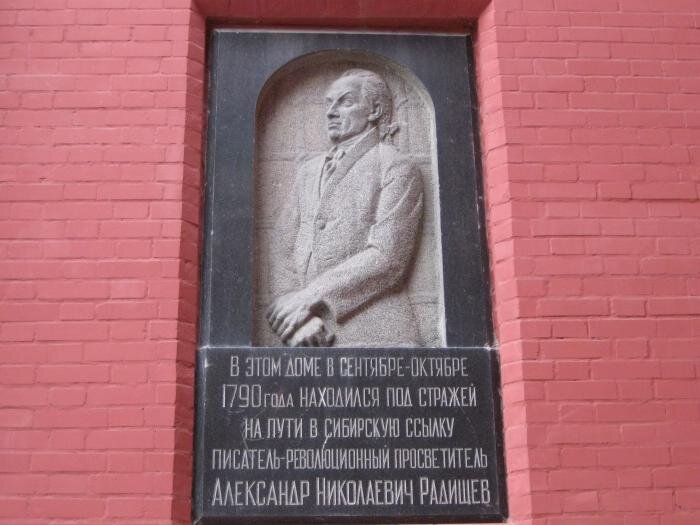 В ЭТОМ ДОМЕ В СЕНТЯБРЕ-ОКТЯБРЕ
1790 ГОДА НАХОДИЛСЯ ПОД СТРАЖЕЙ
НА ПУТИ В СИБИРСКУЮ ССЫЛКУ
ПИСАТЕЛЬ-РЕВОЛЮЦИОННЫЙ ПРОСВЕТИТЕЛЬ
АЛЕКСАНДР НИКОЛАЕВИЧ РАДИЩЕВ